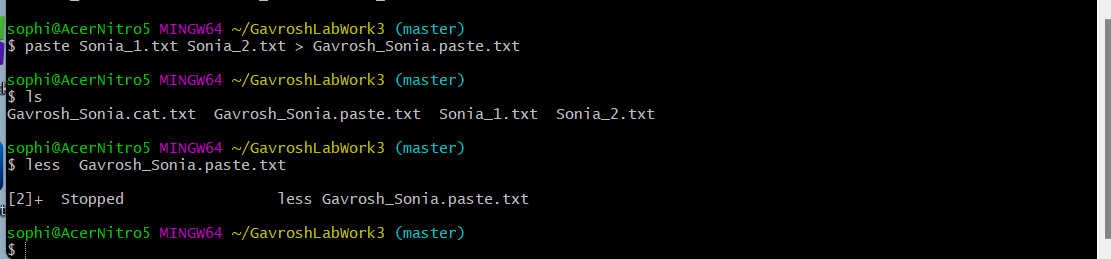 sophi@AcerNitro5 MINGW64 ~/GavroshLabWork3 (master)
$ paste Sonia_1.txt Sonia_2.txt > Gavrosh_Sonia.paste.txt
sophi@AcerNitro5 MINGW64 ~/GavroshLabWork3 (master)
$ ls
Gavrosh_Sonia.cat.txt  Gavrosh_Sonia.paste.txt  Sonia_1.txt  Sonia_2.txt
sophi@AcerNitro5 MINGW64 ~/GavroshLabWork3 (master)
$ less  Gavrosh_Sonia.paste.txt
[2]+  Stopped                 less Gavrosh_Sonia.paste.txt
sophi@AcerNitro5 MINGW64 ~/GavroshLabWork3 (master)
$